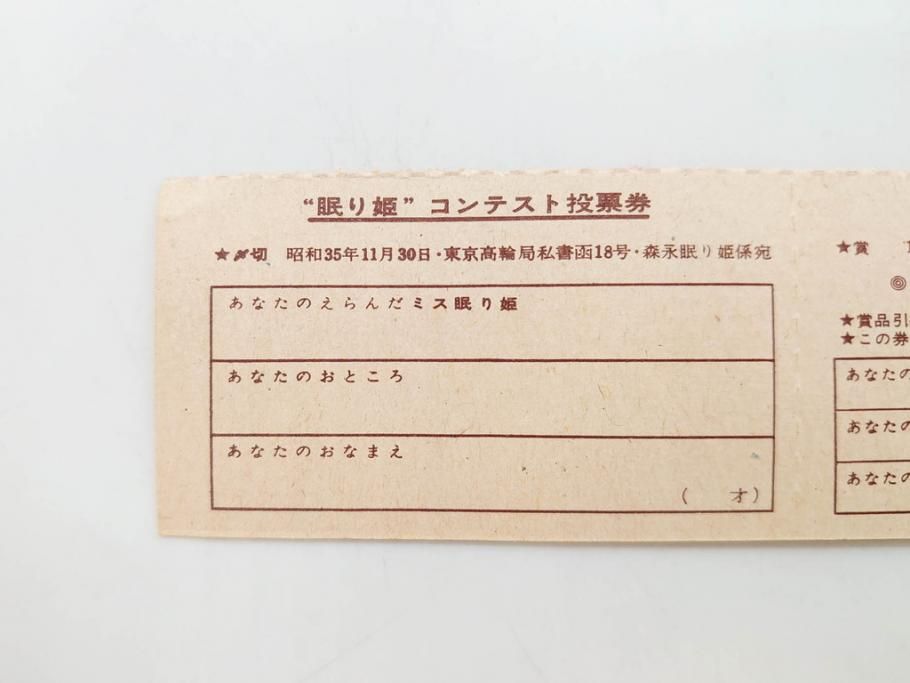 “眠り姫” コンテスト投票券
★〆切 昭和35年11月30日・東京高輪局私書函18号・森永眠り姫係宛
あなたのえらんだミス眠り姫
あなたのおところ
あなたのおなまえ
( 才)
★賞
◎
★賞品引
★この券
あなたの
あなたの
あなたの